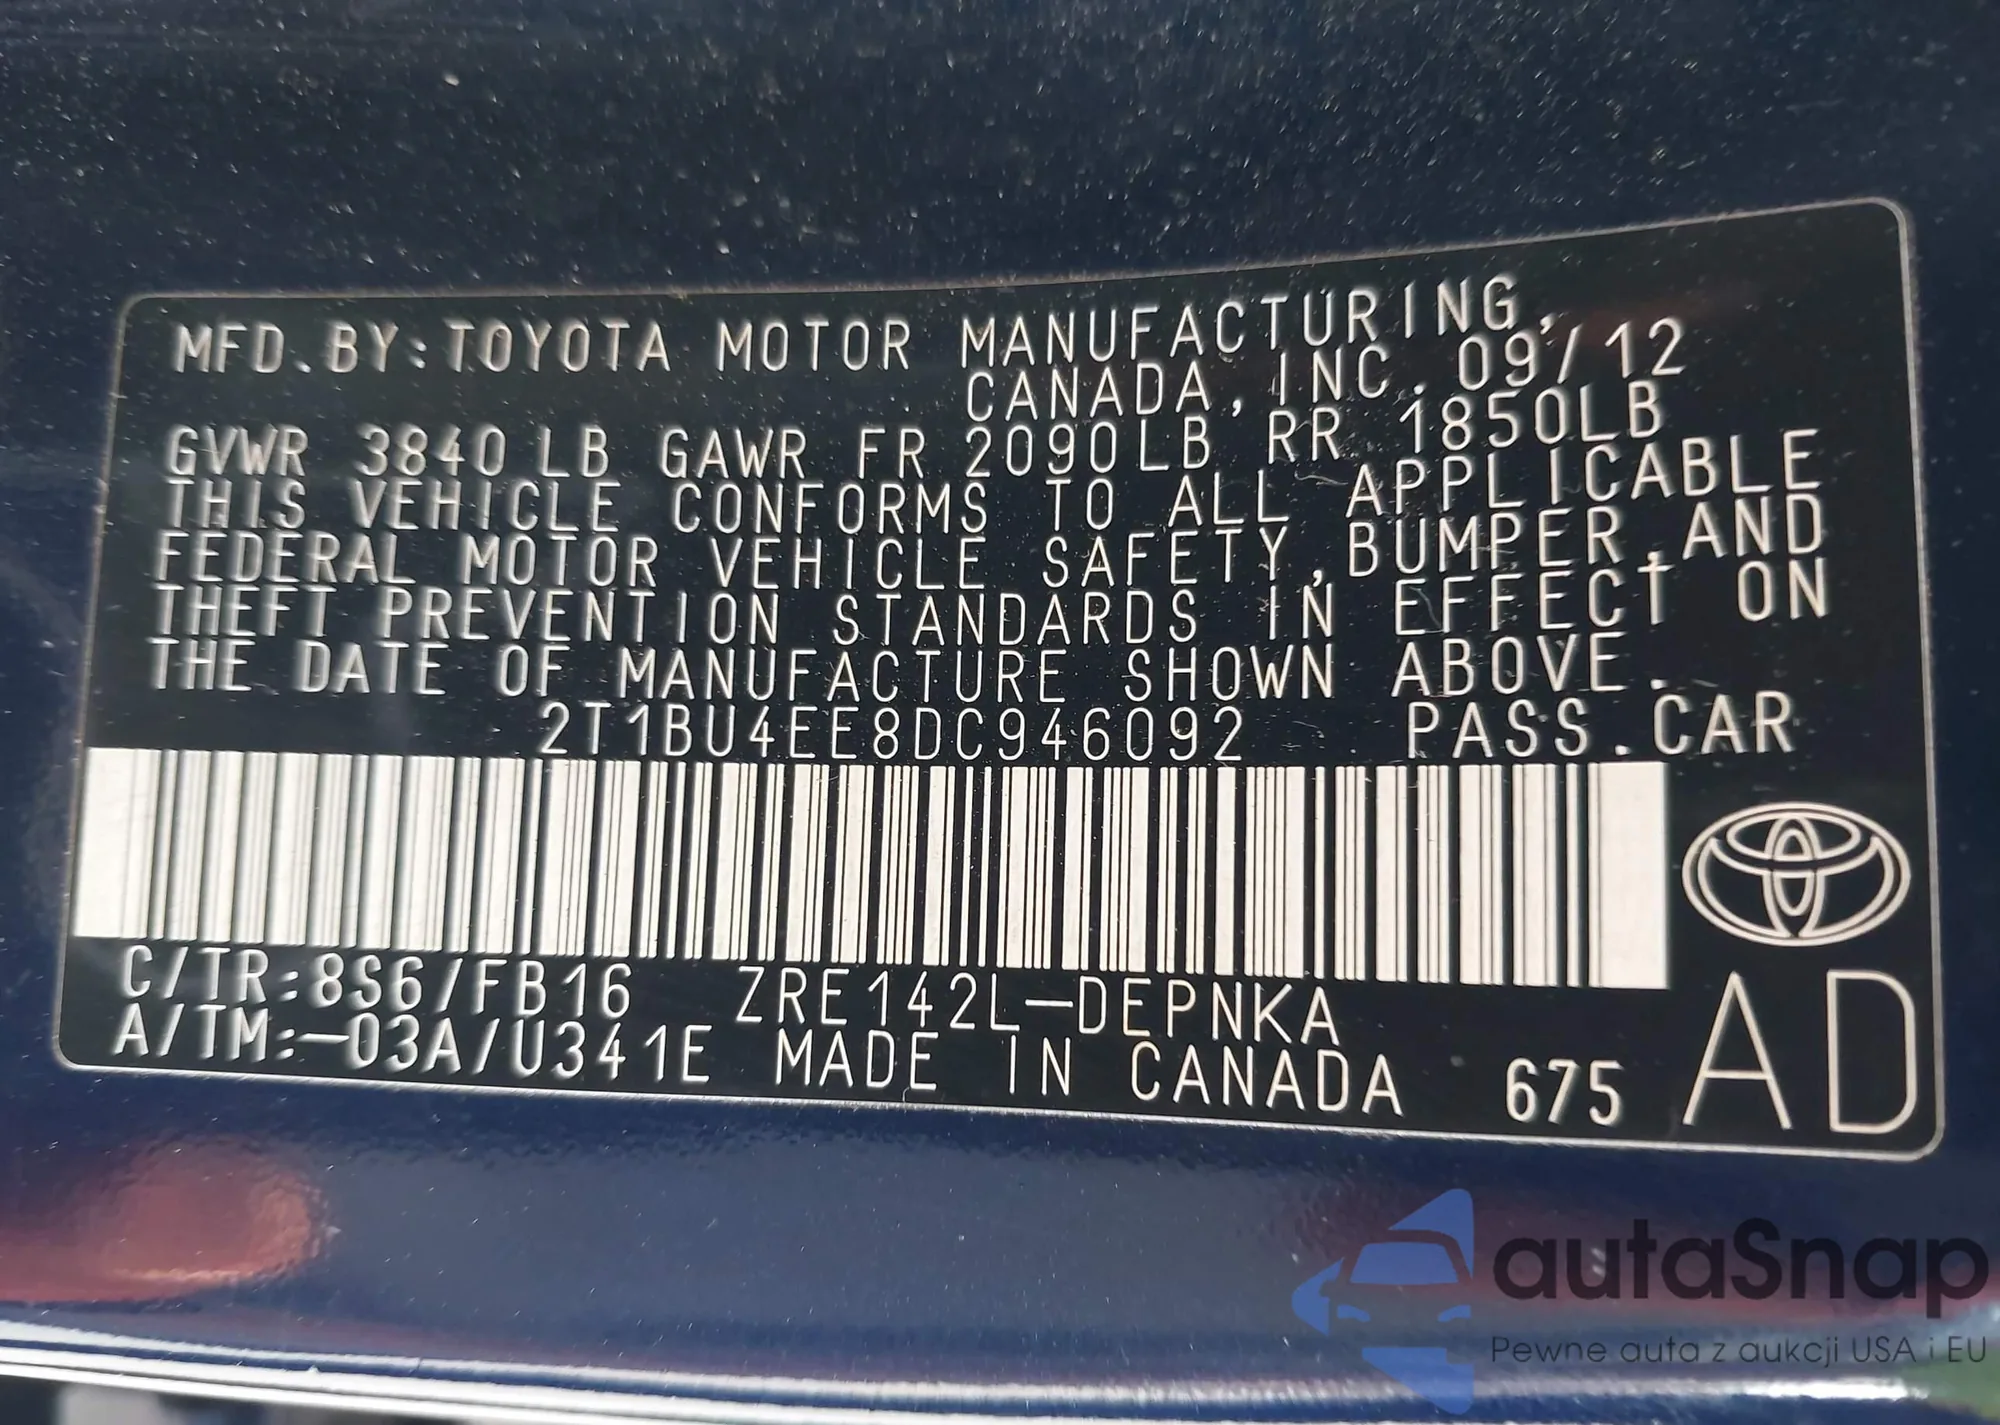 MFD.BY:TOYOTA MOTOR MANUFACTURING,
CANADA, INC. 09/12
GVWR 3840LB GAWR FR 2090LB RR 1850LB
THIS VEHICLE CONFORMS TO ALL APPLICABLE
FEDERAL MOTOR VEHICLE SAFETY, BUMPER, AND
THEFT PREVENTION STANDARDS IN EFFECT ON
THE DATE OF MANUFACTURE SHOWN ABOVE.
2T1BU4EE8DC946092 PASS.CAR
C/TR:8S6/FB16 ZRE142L-DEPNKA
A/TM:-03A/U341E MADE IN CANADA 675 AD
autaSnap
Pewne auta z aukcji USA i EU